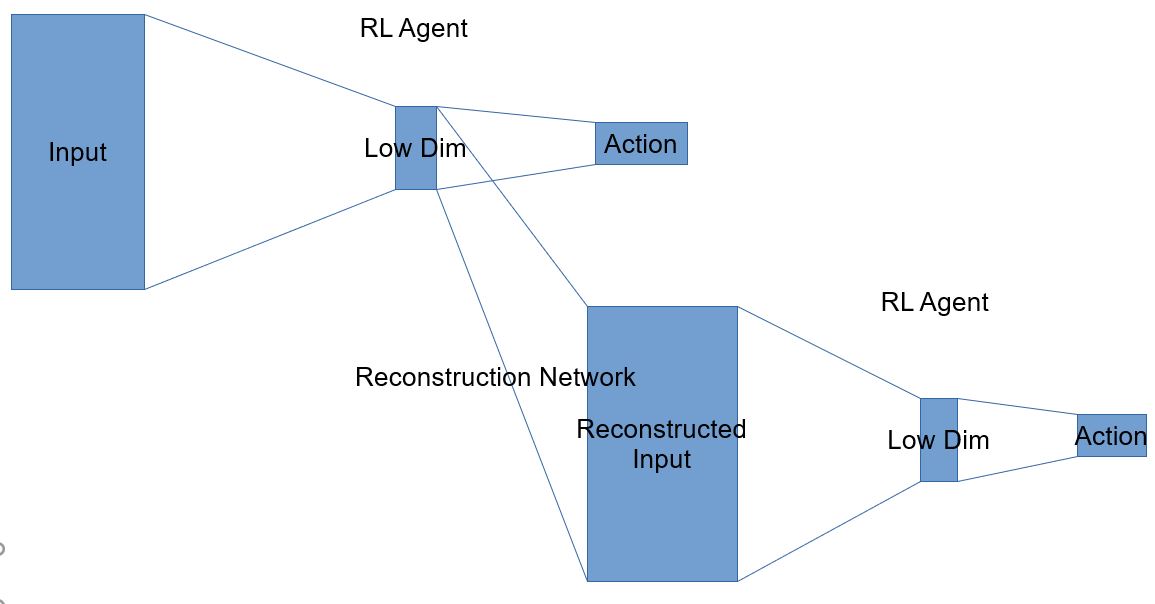 RL Agent
Input
Low Dim
Action
RL Agent
Reconstruction Network
Reconstructed
Input
Low Dim
Action